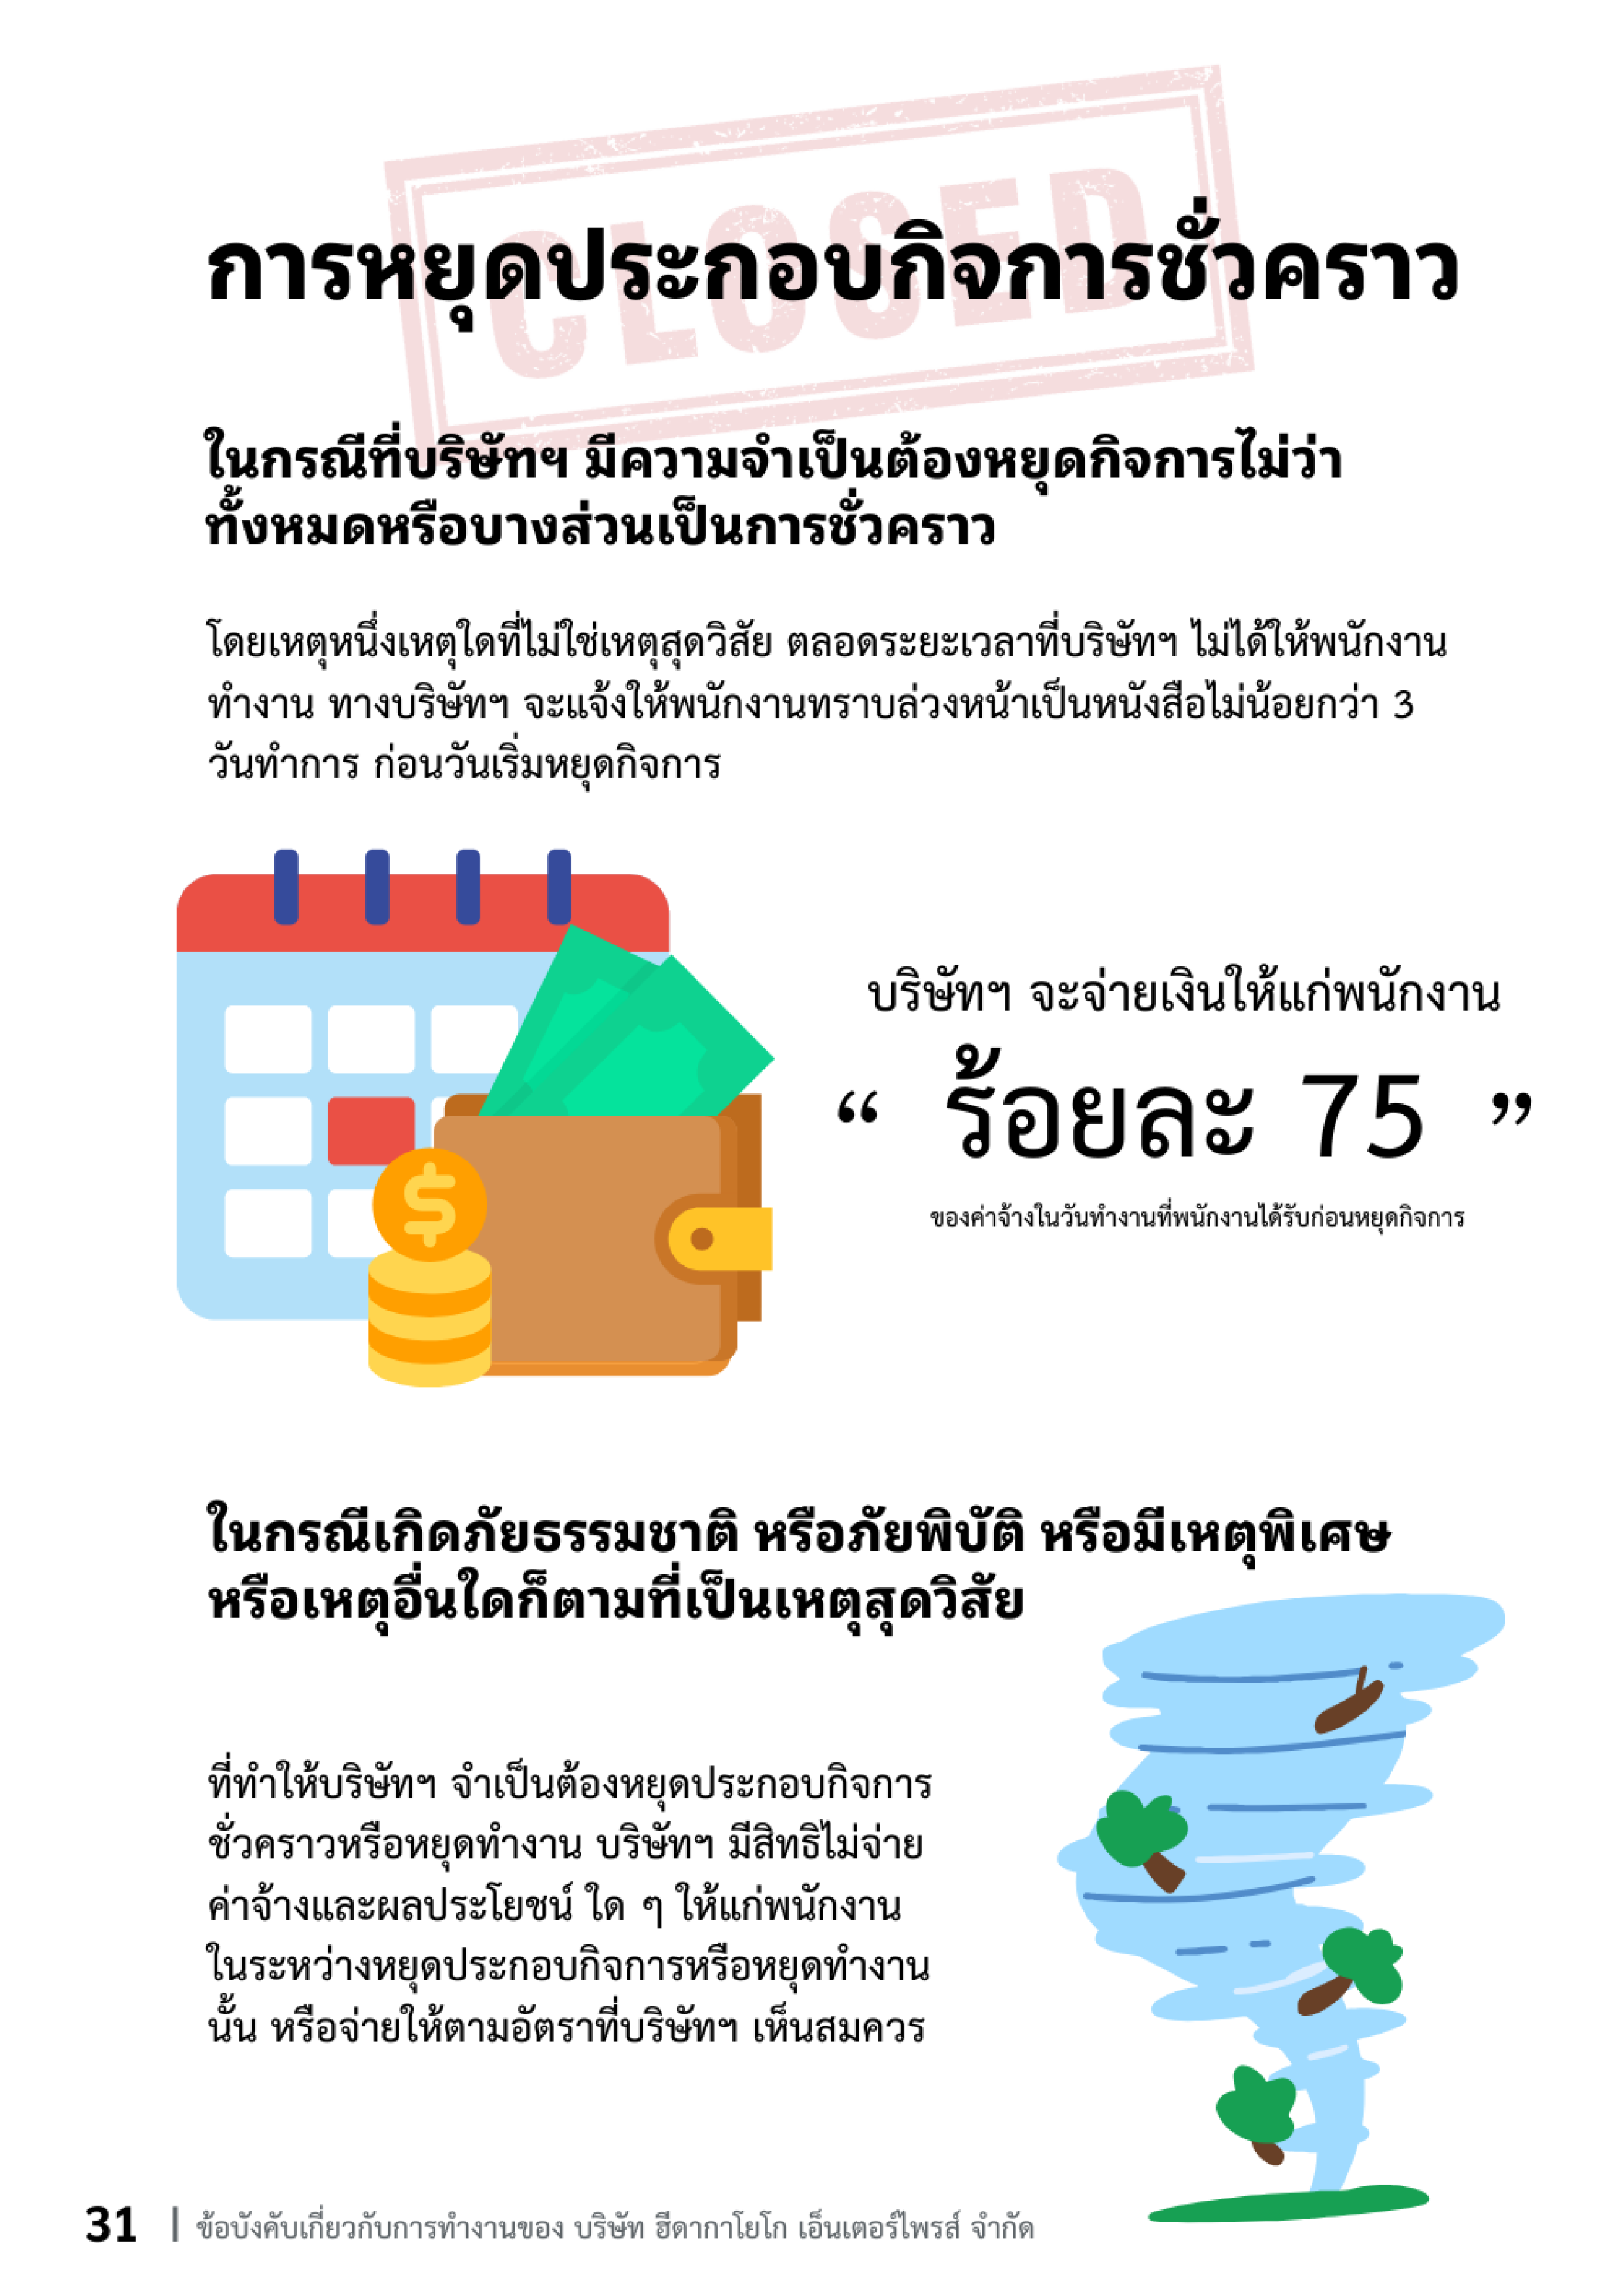 CLOSED
การหยุดประกอบกิจการชั่วคราว
ในกรณีที่บริษัทฯ มีความจำเป็นต้องหยุดกิจการไม่ว่า
ทั้งหมดหรือบางส่วนเป็นการชั่วคราว
โดยเหตุหนึ่งเหตุใดที่ไม่ใช่เหตุสุดวิสัย ตลอดระยะเวลาที่บริษัทฯ ไม่ได้ให้พนักงาน
ทำงาน ทางบริษัทฯ จะแจ้งให้พนักงานทราบล่วงหน้าเป็นหนังสือไม่น้อยกว่า 3
วันทำการ ก่อนวันเริ่มหยุดกิจการ
บริษัทฯ จะจ่ายเงินให้แก่พนักงาน
“ ร้อยละ 75 ”
ของค่าจ้างในวันทำงานที่พนักงานได้รับก่อนหยุดกิจการ
$
ในกรณีเกิดภัยธรรมชาติ หรือภัยพิบัติ หรือมีเหตุพิเศษ
หรือเหตุอื่นใดก็ตามที่เป็นเหตุสุดวิสัย
ที่ทำให้บริษัทฯ จำเป็นต้องหยุดประกอบกิจการ
ชั่วคราวหรือหยุดทำงาน บริษัทฯ มีสิทธิไม่จ่าย
ค่าจ้างและผลประโยชน์ ใด ๆ ให้แก่พนักงาน
ในระหว่างหยุดประกอบกิจการหรือหยุดทำงาน
นั้น หรือจ่ายให้ตามอัตราที่บริษัทฯ เห็นสมควร
31 | ข้อบังคับเกี่ยวกับการทำงานของ บริษัท ฮีดากาโยโก เอ็นเตอร์ไพรส์ จำกัด